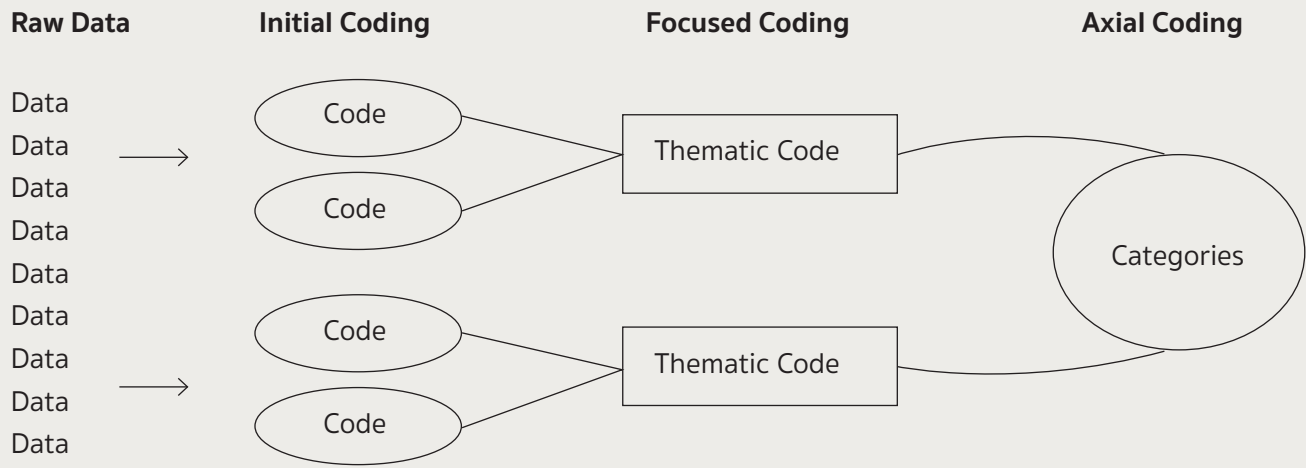 Raw Data
Initial Coding
Focused Coding
Axial Coding
Data
Data
Data
Data
Data
Data
Data
Data
Data
Code
Code
Code
Code
Thematic Code
Thematic Code
Categories